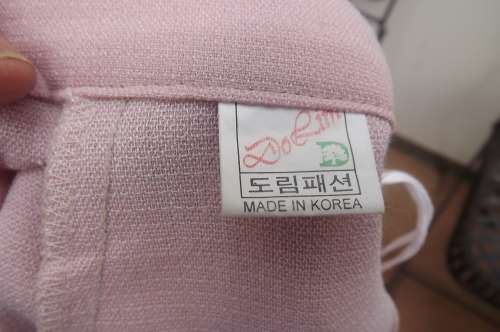 DoLim
D
도림패션
MADE IN KOREA